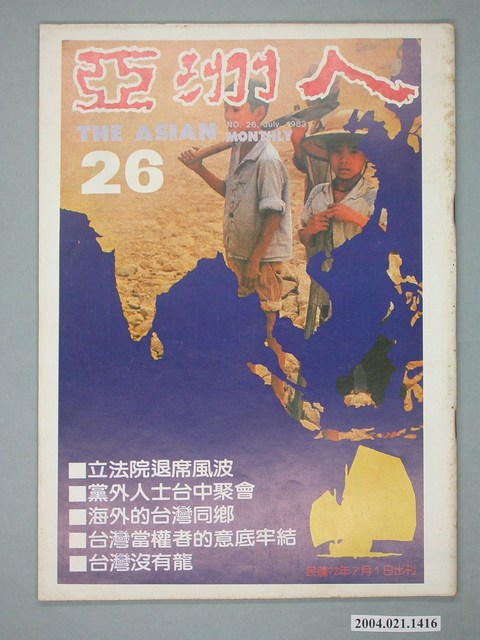 亞洲人
THE ASIAN MONTHLY
NO. 26, July, 1983
26
■立法院退席風波
■黨外人士台中聚會
■海外的台灣同鄉
■台灣當權者的意底牢結
■台灣沒有龍
民國72年7月1日出刊
2004.021.1416